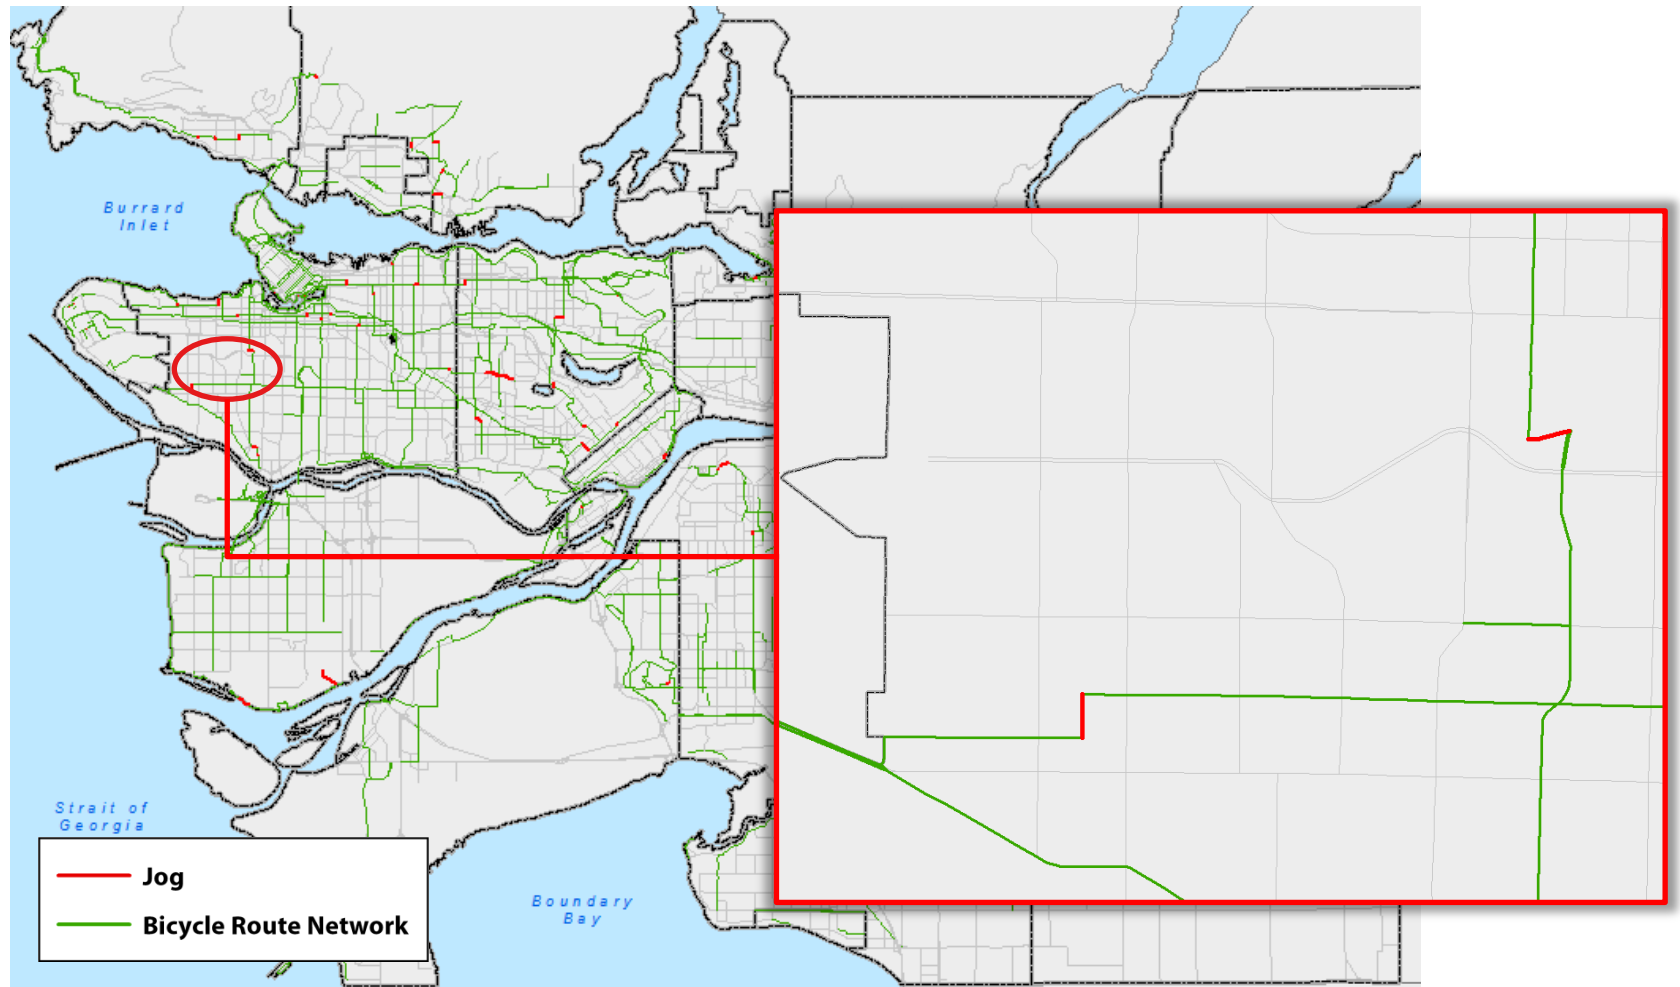 Burrard
Inlet
Strait of
Georgia
Boundary
Bay
Jog
Bicycle Route Network